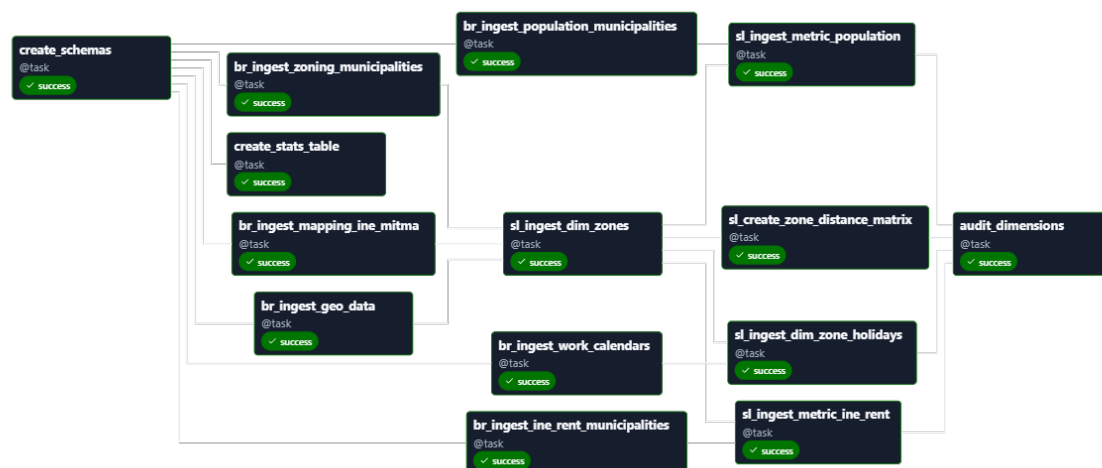 create_schemas
@task
✓ success
br_ingest_zoning_municipalities
@task
✓ success
create_stats_table
@task
✓ success
br_ingest_mapping_ine_mitma
@task
✓ success
br_ingest_geo_data
@task
✓ success
br_ingest_population_municipalities
@task
✓ success
sl_ingest_dim_zones
@task
✓ success
br_ingest_work_calendars
@task
✓ success
br_ingest_ine_rent_municipalities
@task
✓ success
sl_ingest_metric_population
@task
✓ success
sl_create_zone_distance_matrix
@task
✓ success
sl_ingest_dim_zone_holidays
@task
✓ success
sl_ingest_metric_ine_rent
@task
✓ success
audit_dimensions
@task
✓ success